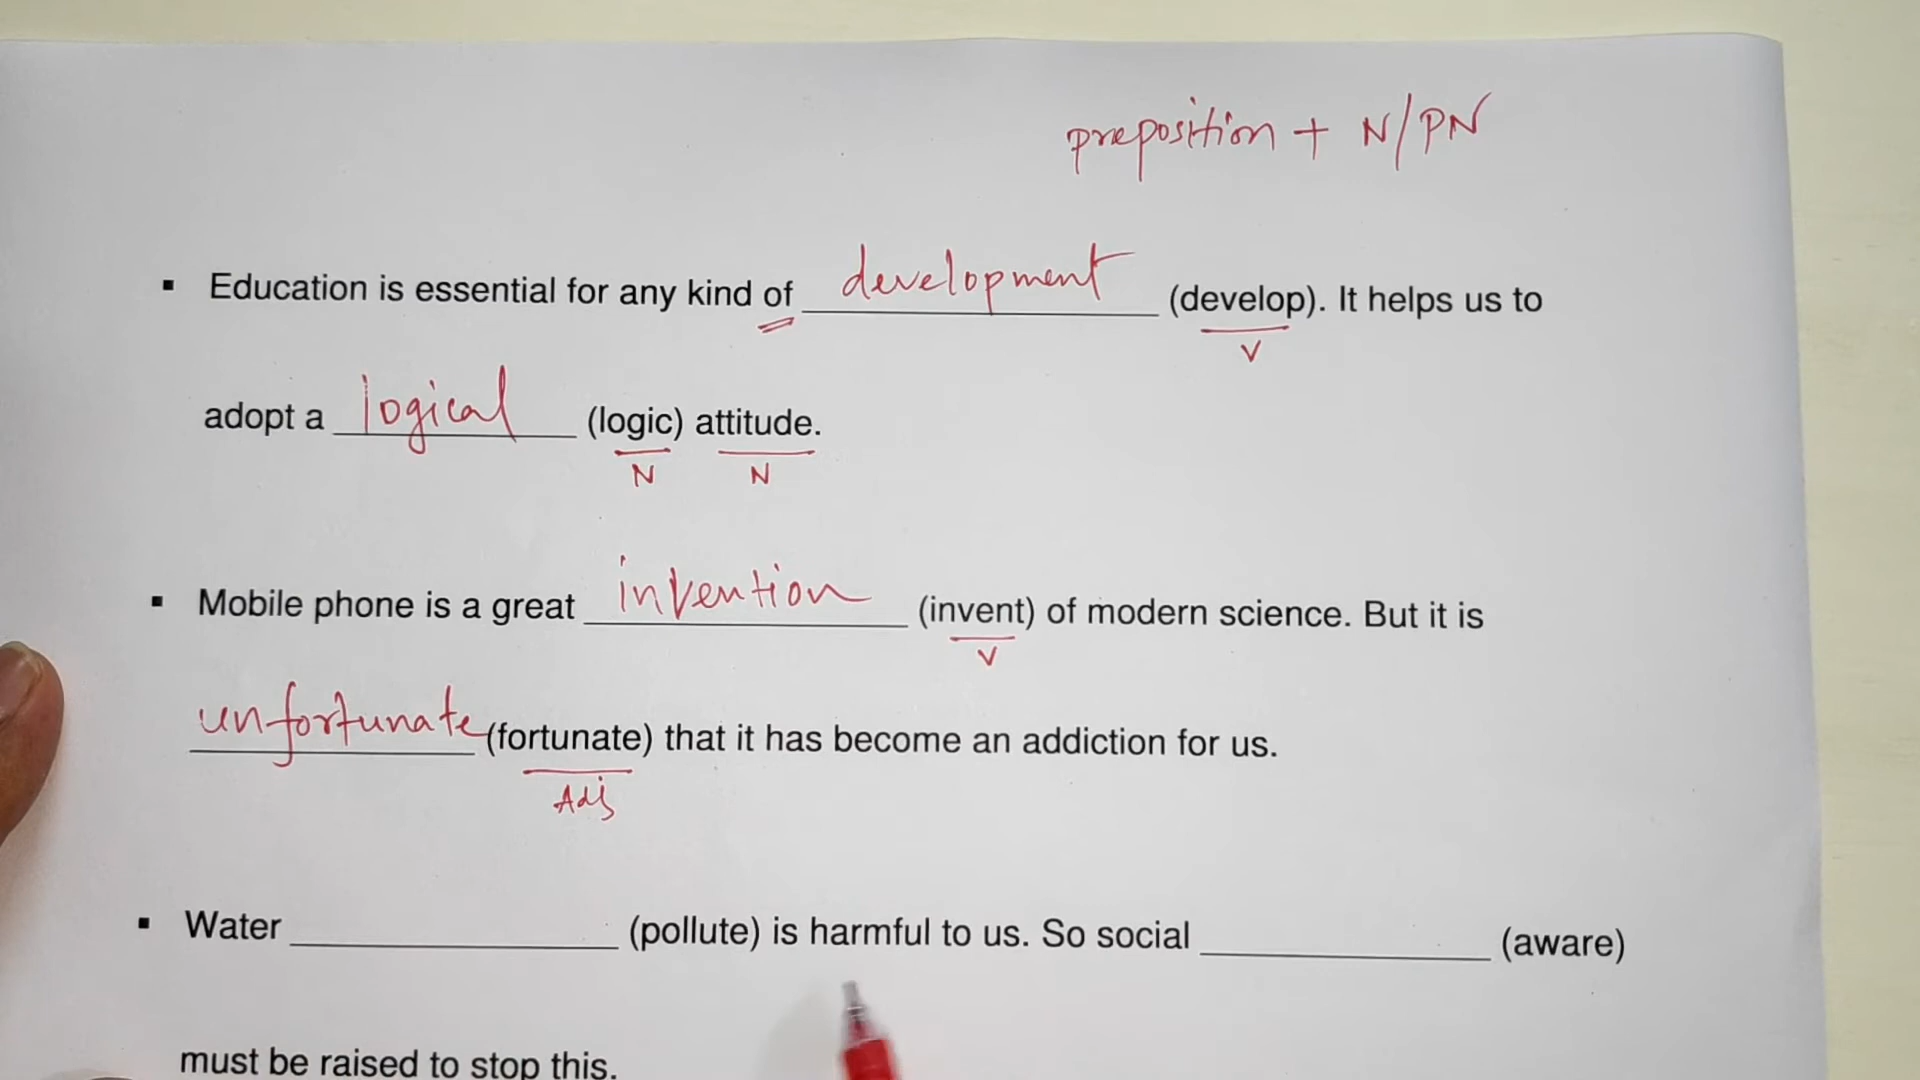 preposition + N/PN
▪ Education is essential for any kind of development (develop). It helps us to
V
adopt a logical (logic) attitude.
N N
▪ Mobile phone is a great invention (invent) of modern science. But it is
V
unfortunate (fortunate) that it has become an addiction for us.
Adj
▪ Water ____________ (pollute) is harmful to us. So social ____________ (aware)
must be raised to stop this.